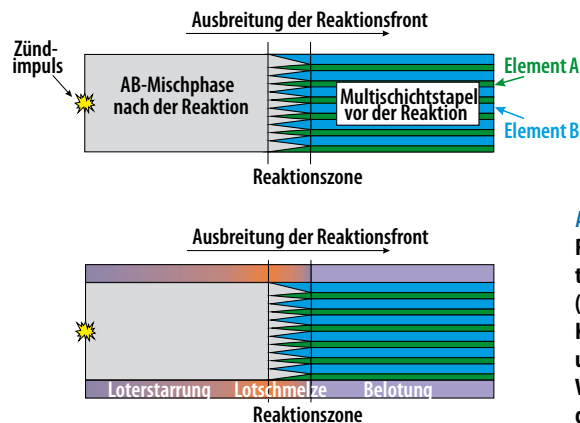 Ausbreitung der Reaktionsfront
Zünd-
impuls
AB-Mischphase
nach der Reaktion
Multischichtstapel
vor der Reaktion
Element A
Element B
Reaktionszone
Ausbreitung der Reaktionsfront
Loterstarrung Lotschmelze Belotung
Reaktionszone